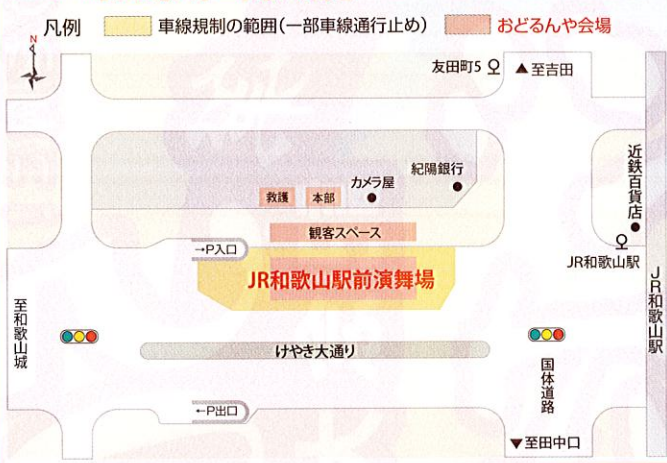 凡例
車線規制の範囲(一部車線通行止め)
おどるんや会場
N
友田町5
▲至吉田
近鉄百貨店
紀陽銀行
カメラ屋
救護
本部
観客スペース
→P入口
JR和歌山駅
JR和歌山駅前演舞場
JR和歌山駅
至和歌山城
けやき大通り
国体道路
←P出口
▼至田中口